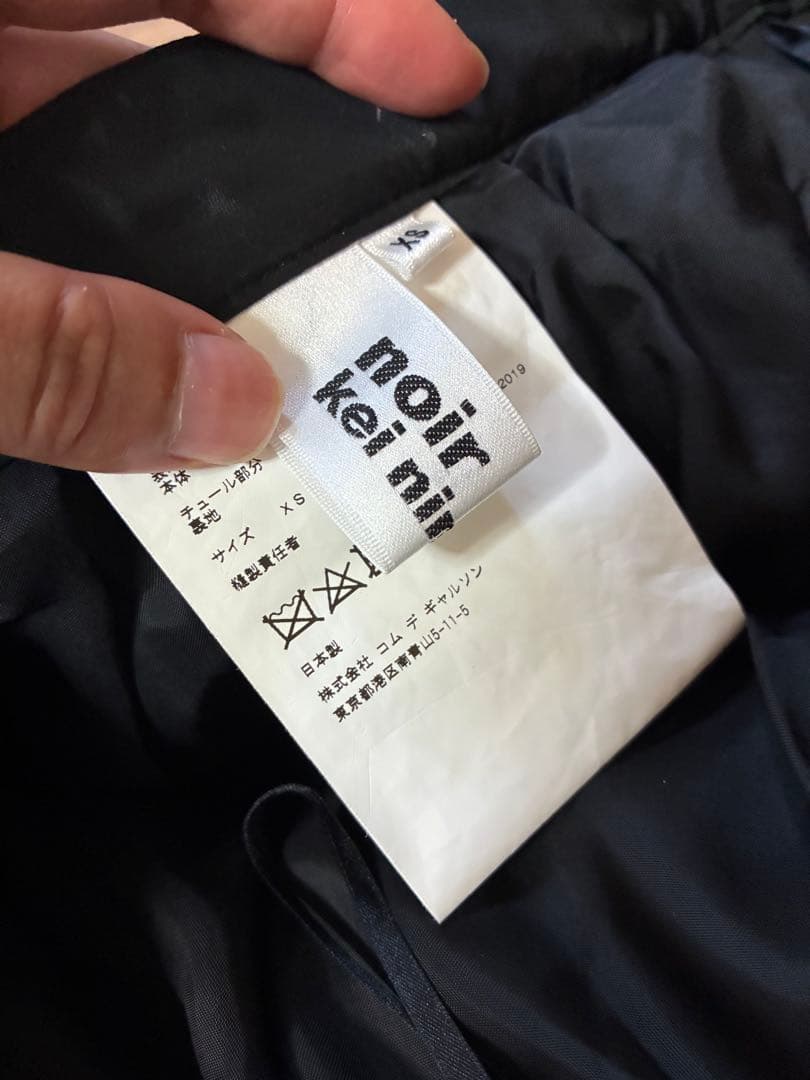 XS
noir
kei nin
2019
本体
チュール部分
裏地
サイズ XS
縫製責任者
日本製
株式会社 コム デ ギャルソン
東京都港区南青山5-11-5